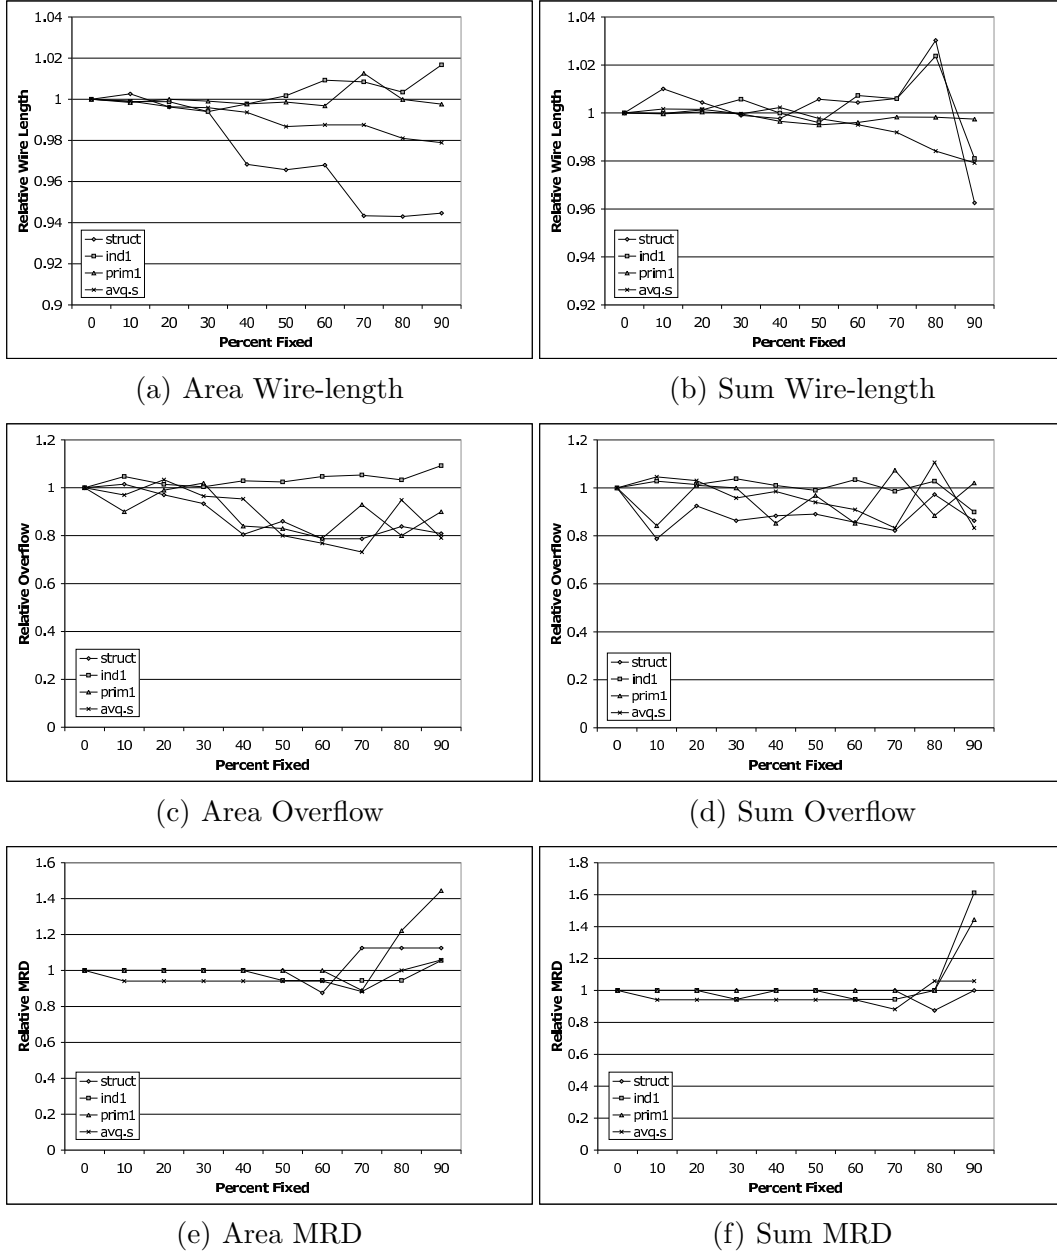 1.04
1.02
1
0.98
0.96
0.94
0.92
0.9
Relative Wire Length
struct
ind1
prim1
avq.s
0 10 20 30 40 50 60 70 80 90
Percent Fixed
(a) Area Wire-length
1.04
1.02
1
0.98
0.96
0.94
0.92
Relative Wire Length
struct
ind1
prim1
avq.s
0 10 20 30 40 50 60 70 80 90
Percent Fixed
(b) Sum Wire-length
1.2
1
0.8
0.6
0.4
0.2
0
Relative Overflow
struct
ind1
prim1
avq.s
0 10 20 30 40 50 60 70 80 90
Percent Fixed
(c) Area Overflow
1.2
1
0.8
0.6
0.4
0.2
0
Relative Overflow
struct
ind1
prim1
avq.s
0 10 20 30 40 50 60 70 80 90
Percent Fixed
(d) Sum Overflow
1.6
1.4
1.2
1
0.8
0.6
0.4
0.2
0
Relative MRD
struct
ind1
prim1
avq.s
0 10 20 30 40 50 60 70 80 90
Percent Fixed
(e) Area MRD
1.8
1.6
1.4
1.2
1
0.8
0.6
0.4
0.2
0
Relative MRD
struct
ind1
prim1
avq.s
0 10 20 30 40 50 60 70 80 90
Percent Fixed
(f) Sum MRD